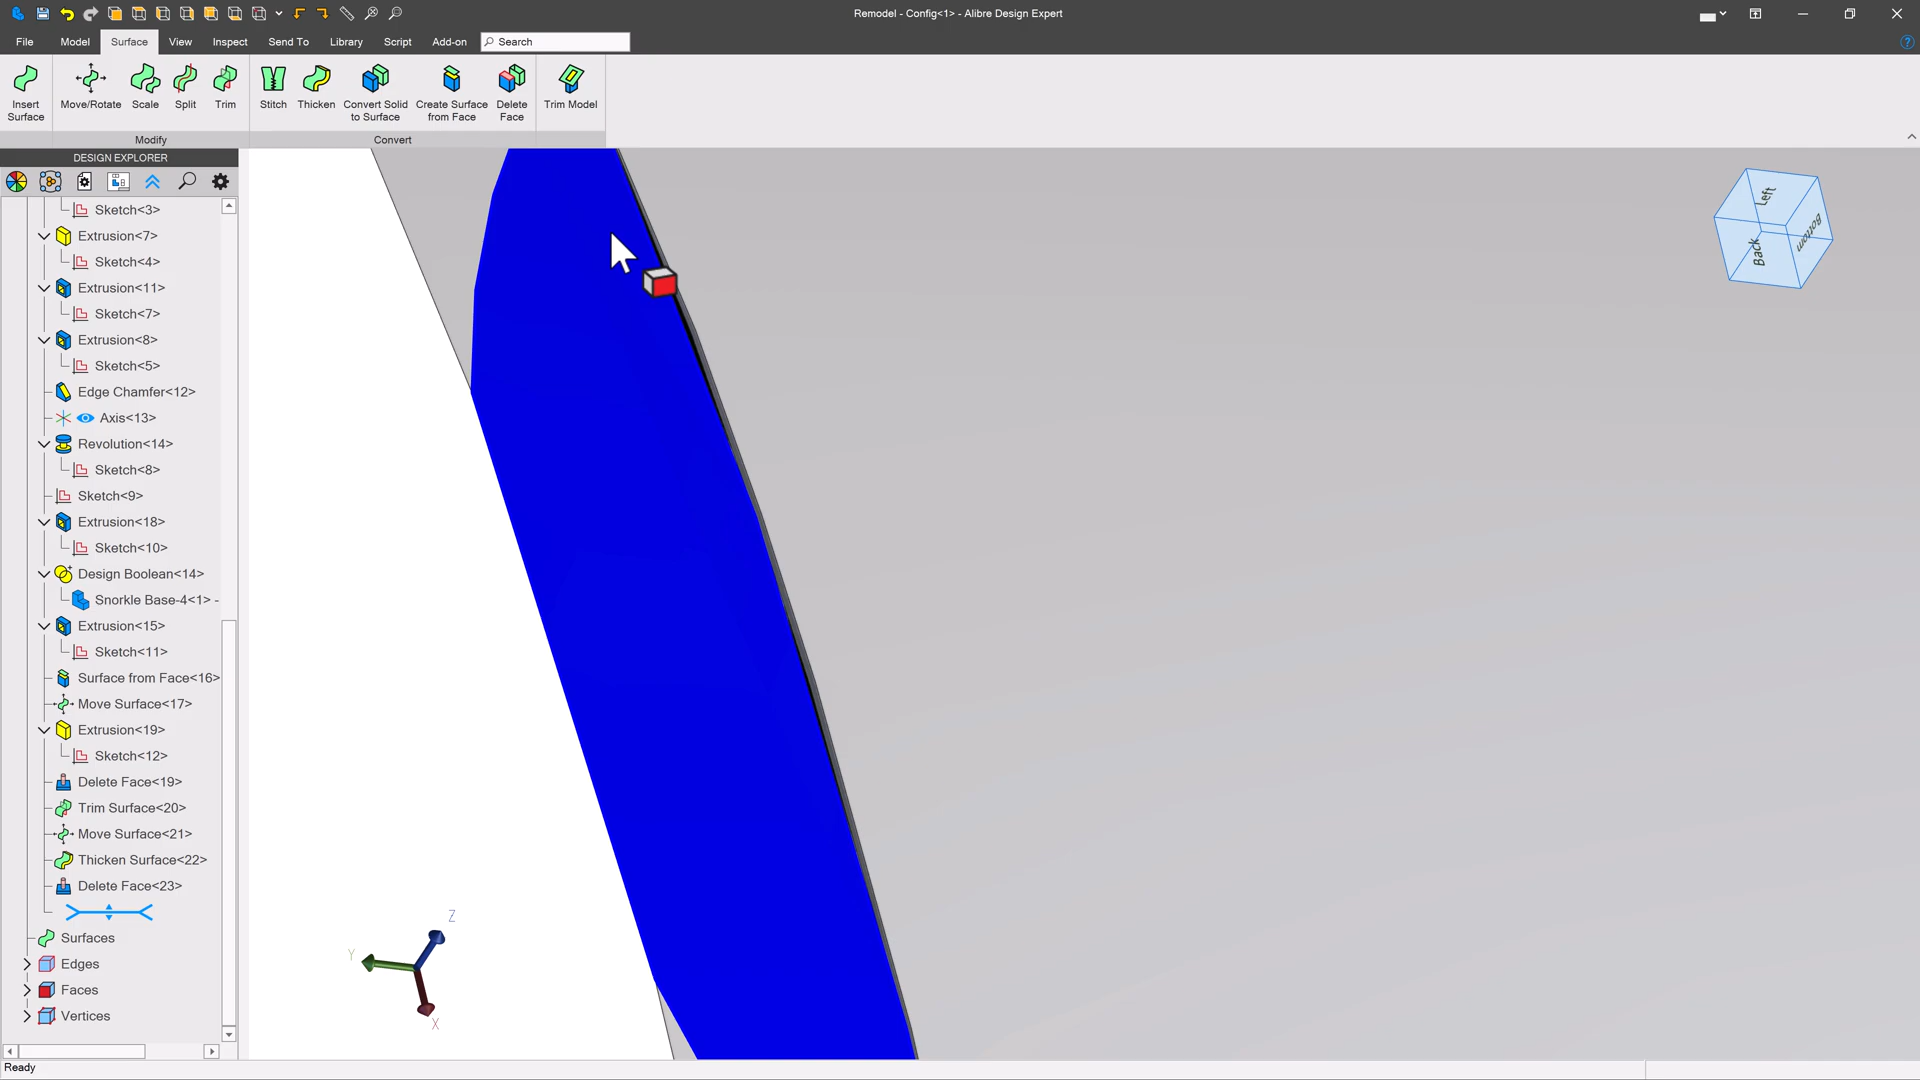 Remodel - Config<1> - Alibre Design Expert
File Model Surface View Inspect Send To Library Script Add-on Search
Insert Surface
Move/Rotate
Scale
Split
Trim
Stitch
Thicken
Convert Solid to Surface
Create Surface from Face
Delete Face
Trim Model
Modify
Convert
DESIGN EXPLORER
Sketch<3>
Extrusion<7>
Sketch<4>
Extrusion<11>
Sketch<7>
Extrusion<8>
Sketch<5>
Edge Chamfer<12>
Axis<13>
Revolution<14>
Sketch<8>
Sketch<9>
Extrusion<18>
Sketch<10>
Design Boolean<14>
Snorkle Base-4<1> -
Extrusion<15>
Sketch<11>
Surface from Face<16>
Move Surface<17>
Extrusion<19>
Sketch<12>
Delete Face<19>
Trim Surface<20>
Move Surface<21>
Thicken Surface<22>
Delete Face<23>
Surfaces
Edges
Faces
Vertices
Left
Back
Bottom
Z
Y
X
Ready